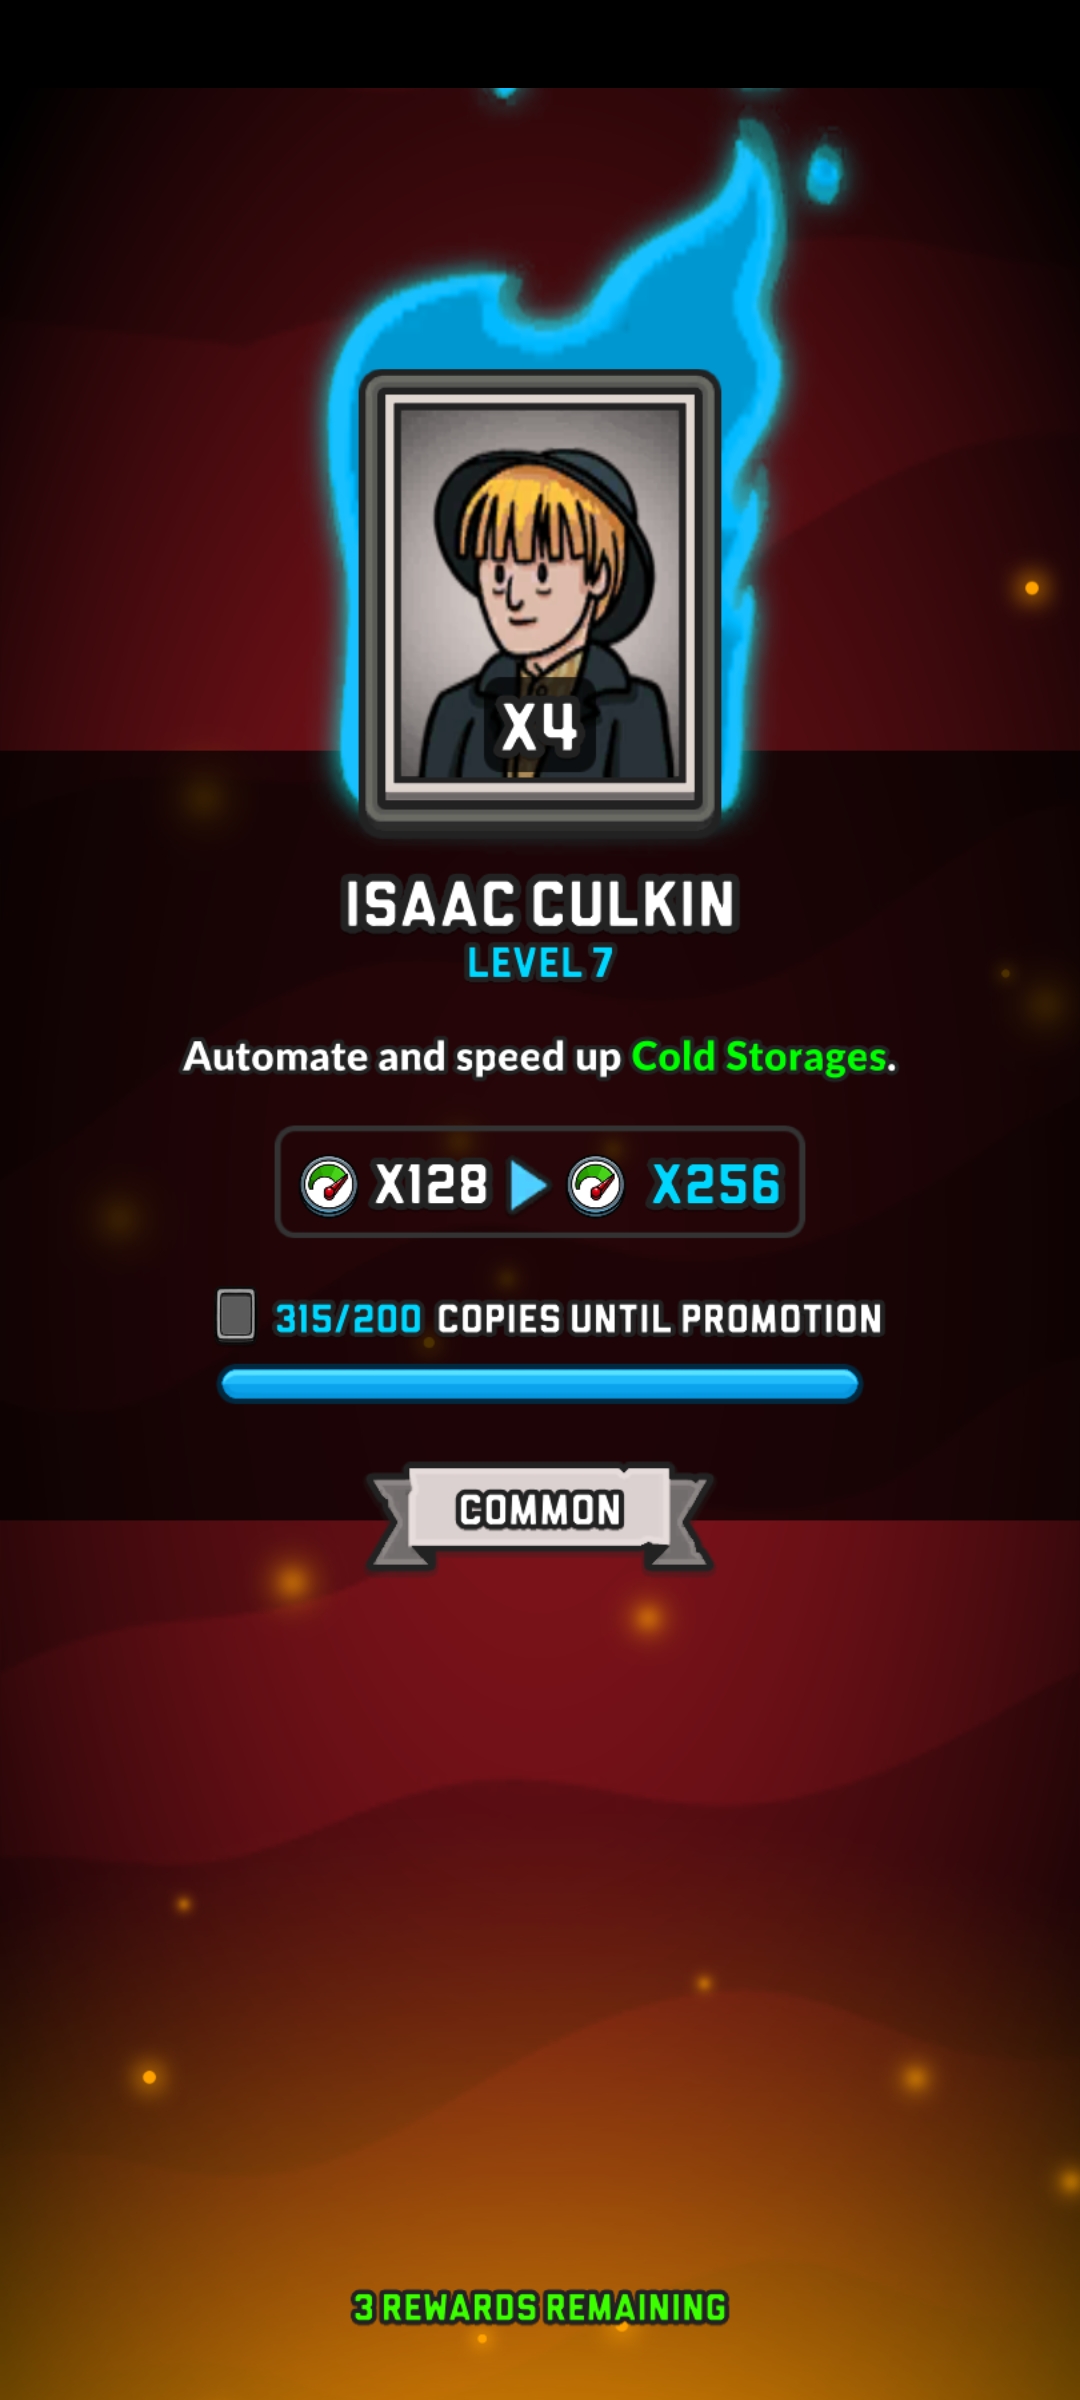 X4
ISAAC CULKIN
LEVEL 7
Automate and speed up Cold Storages.
X128 X256
315/200 COPIES UNTIL PROMOTION
COMMON
3 REWARDS REMAINING